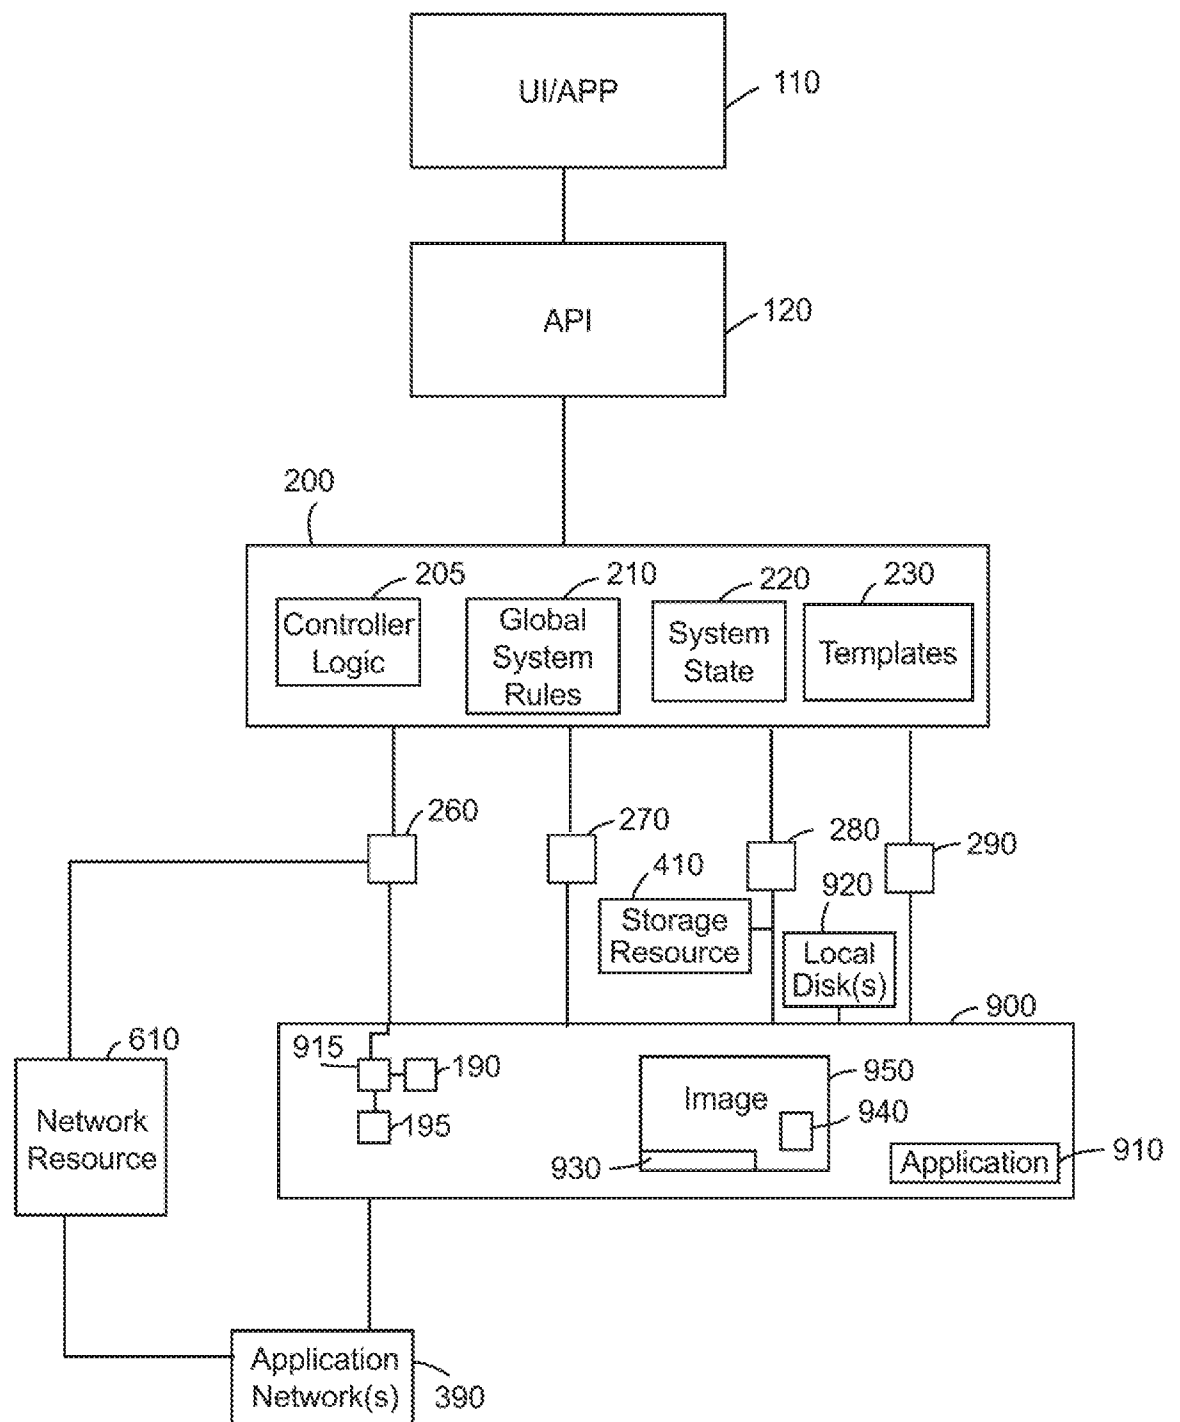 UI/APP
110
API
120
200
205
210
220
230
Controller
Logic
Global
System
Rules
System
State
Templates
260
270
280
290
410
920
Storage
Resource
Local
Disk(s)
900
610
915
190
950
Network
Resource
Image
940
195
930
Application
910
Application
Network(s)
390